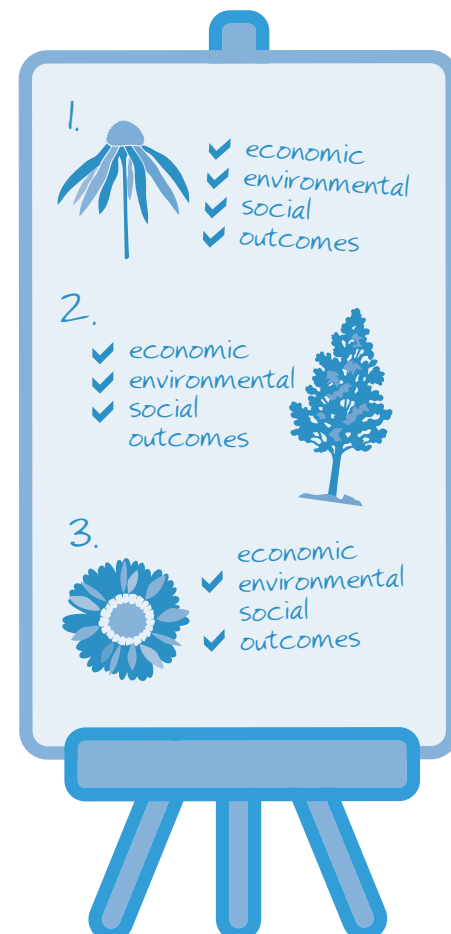 1.
✔ economic
✔ environmental
✔ social
✔ outcomes
2.
✔ economic
✔ environmental
✔ social
outcomes
3.
economic
✔ environmental
social
✔ outcomes